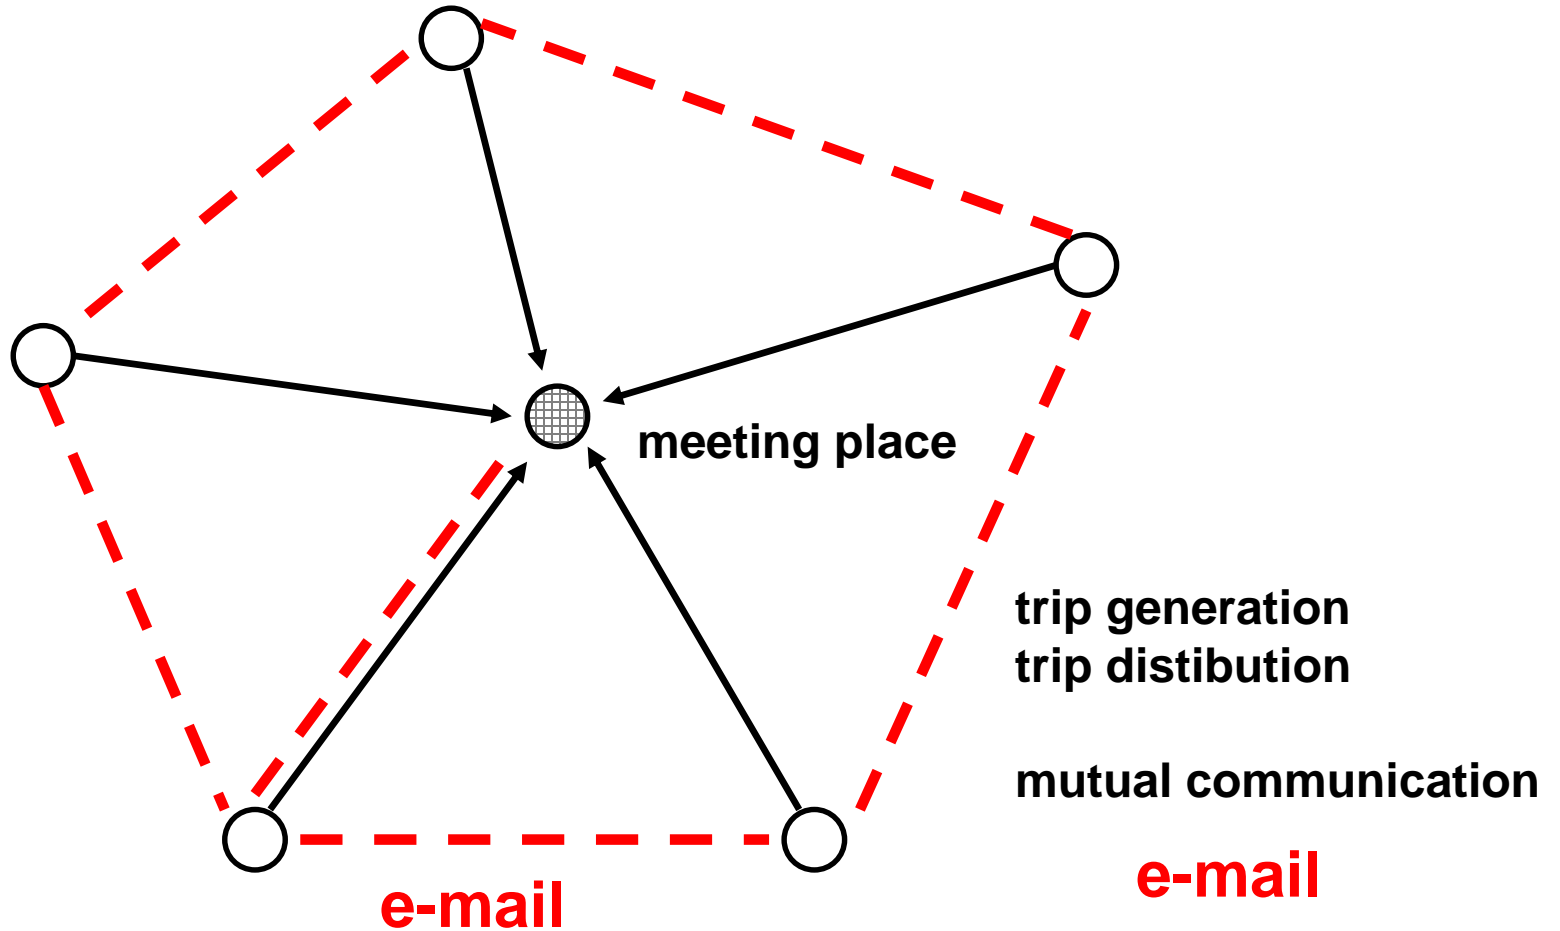 meeting place
trip generation
trip distibution
mutual communication
e-mail
e-mail